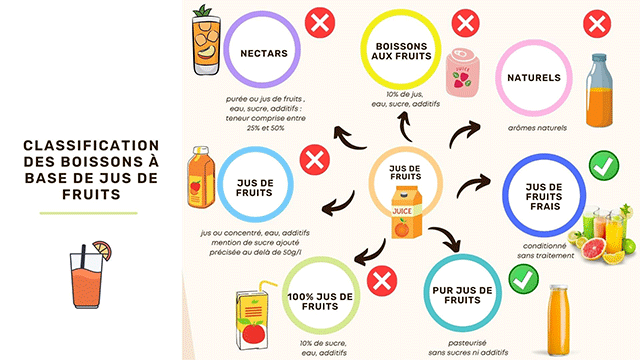 CLASSIFICATION
DES BOISSONS À
BASE DE JUS DE
FRUITS
NECTARS
purée ou jus de fruits ,
eau, sucre, additifs :
teneur comprise entre
25% et 50%
BOISSONS
AUX FRUITS
JUICE
10% de jus,
eau, sucre, additifs
NATURELS
arômes naturels
JUS DE
FRUITS
jus ou concentré, eau, additifs
mention de sucre ajouté
précisée au delà de 50g/l
JUS DE
FRUITS
JUICE
JUS DE
FRUITS
FRAIS
conditionné
sans traitement
100% JUS DE
FRUITS
10% de sucre,
eau, additifs
PUR JUS DE
FRUITS
pasteurisé
sans sucres ni additifs